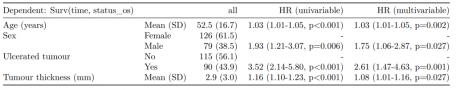 Dependent: Surv(time, status_os) all HR (univariable) HR (multivariable)
Age (years) Mean (SD) 52.5 (16.7) 1.03 (1.01-1.05, p<0.001) 1.03 (1.01-1.05, p=0.002)
Sex Female 126 (61.5) - -
Male 79 (38.5) 1.93 (1.21-3.07, p=0.006) 1.75 (1.06-2.87, p=0.027)
Ulcerated tumour No 115 (56.1) - -
Yes 90 (43.9) 3.52 (2.14-5.80, p<0.001) 2.61 (1.47-4.63, p=0.001)
Tumour thickness (mm) Mean (SD) 2.9 (3.0) 1.16 (1.10-1.23, p<0.001) 1.08 (1.01-1.16, p=0.027)